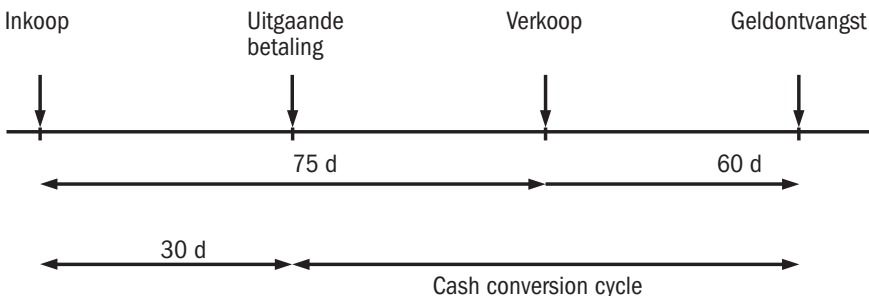 Inkoop
Uitgaande
betaling
Verkoop
Geldontvangst
75 d
60 d
30 d
Cash conversion cycle